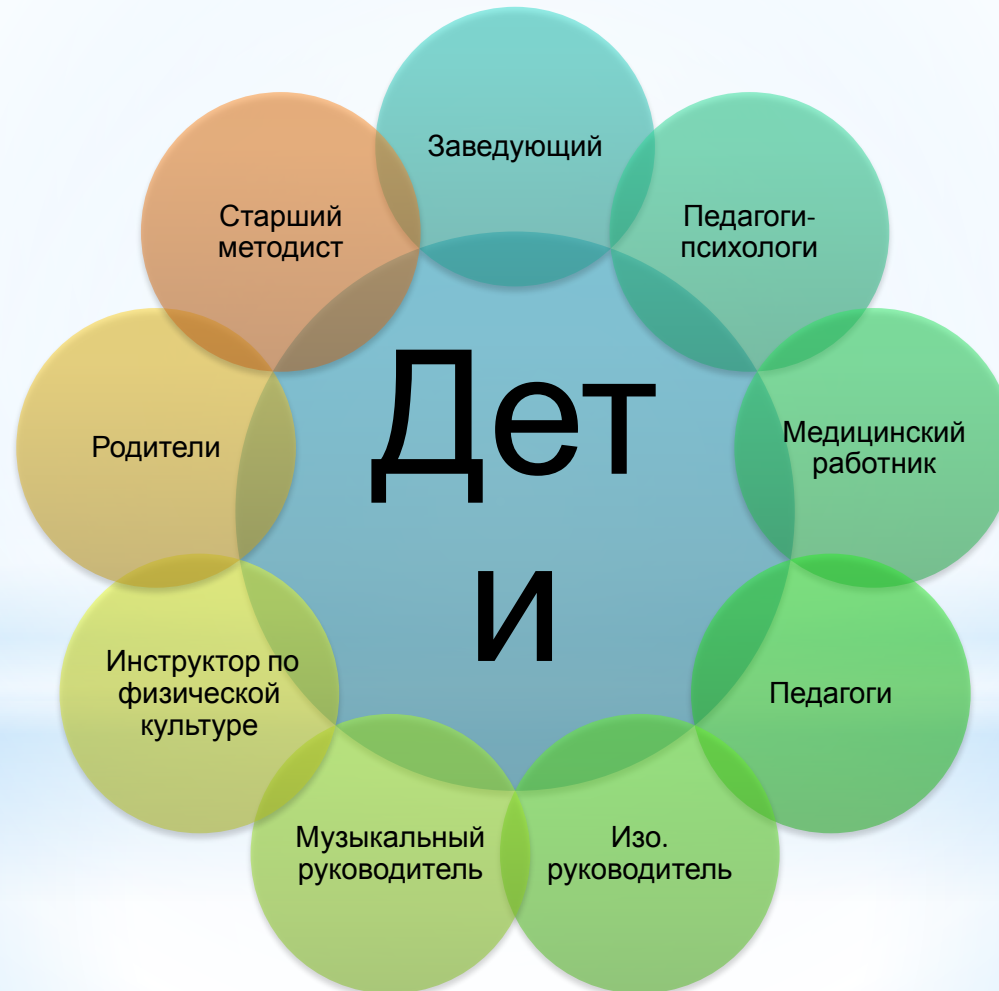 Заведующий
Педагоги-
психологи
Медицинский
работник
Педагоги
Изо.
руководитель
Музыкальный
руководитель
Инструктор по
физической
культуре
Родители
Старший
методист
Дет
и